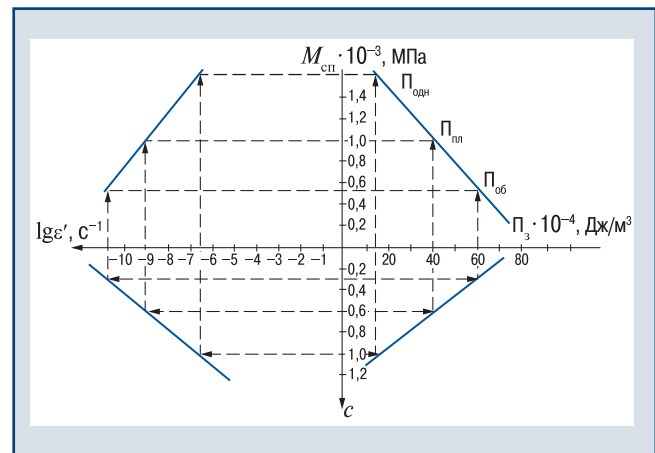 M_сп · 10⁻³, МПа
П_одн
1,4
1,2
П_пл
1,0
0,8
П_об
0,6
0,4
0,2
lgε′, с⁻¹
П_з · 10⁻⁴, Дж/м³
–10 –9 –8 –7 –6 –5 –4 –3 –2 –1 20 40 60 80
0,2
0,4
0,6
0,8
1,0
1,2
c